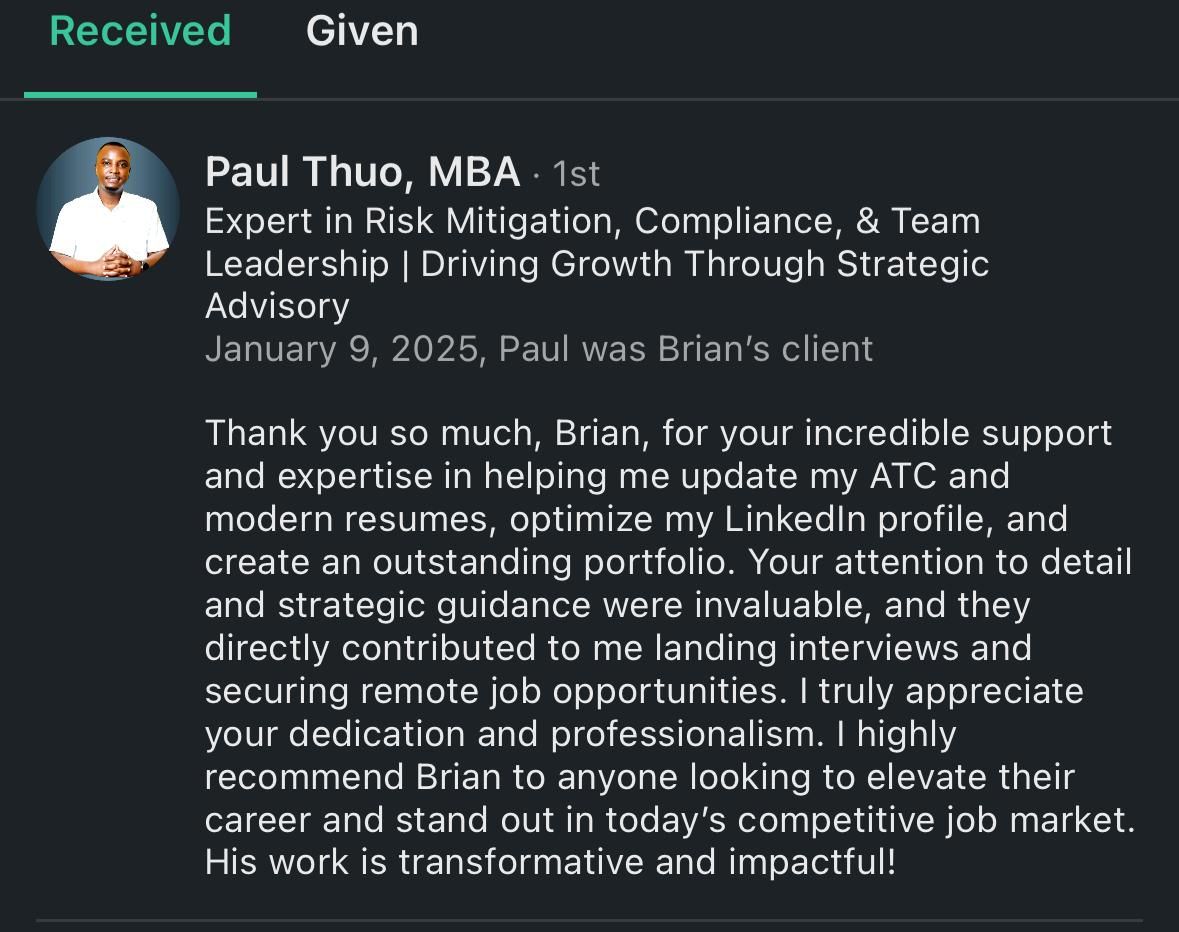 Received Given
Paul Thuo, MBA · 1st
Expert in Risk Mitigation, Compliance, & Team
Leadership | Driving Growth Through Strategic
Advisory
January 9, 2025, Paul was Brian’s client
Thank you so much, Brian, for your incredible support
and expertise in helping me update my ATC and
modern resumes, optimize my LinkedIn profile, and
create an outstanding portfolio. Your attention to detail
and strategic guidance were invaluable, and they
directly contributed to me landing interviews and
securing remote job opportunities. I truly appreciate
your dedication and professionalism. I highly
recommend Brian to anyone looking to elevate their
career and stand out in today’s competitive job market.
His work is transformative and impactful!